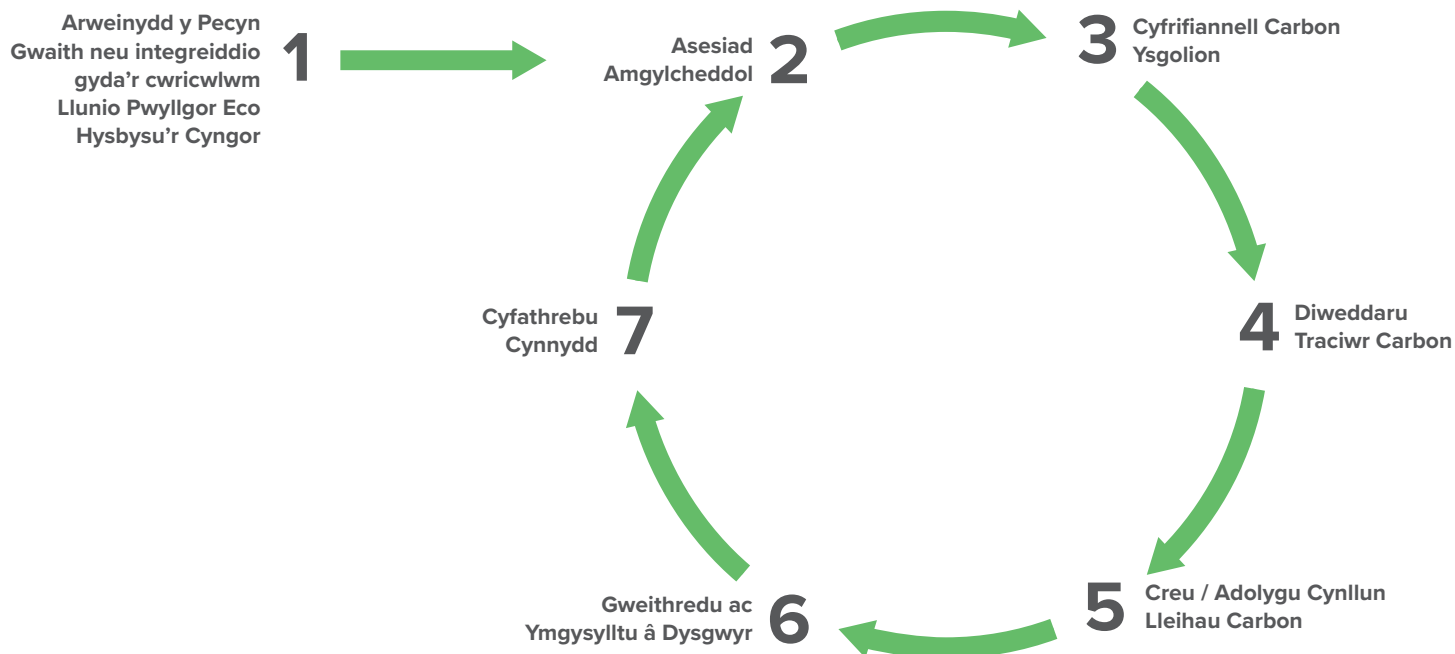 1
Arweinydd y Pecyn
Gwaith neu integreiddio
gyda'r cwricwlwm
Llunio Pwyllgor Eco
Hysbysu’r Cyngor
2
Asesiad
Amgylcheddol
3
Cyfrifiannell Carbon
Ysgolion
4
Diweddaru
Traciwr Carbon
5
Creu / Adolygu Cynllun
Lleihau Carbon
6
Gweithredu ac
Ymgysylltu â Dysgwyr
7
Cyfathrebu
Cynnydd